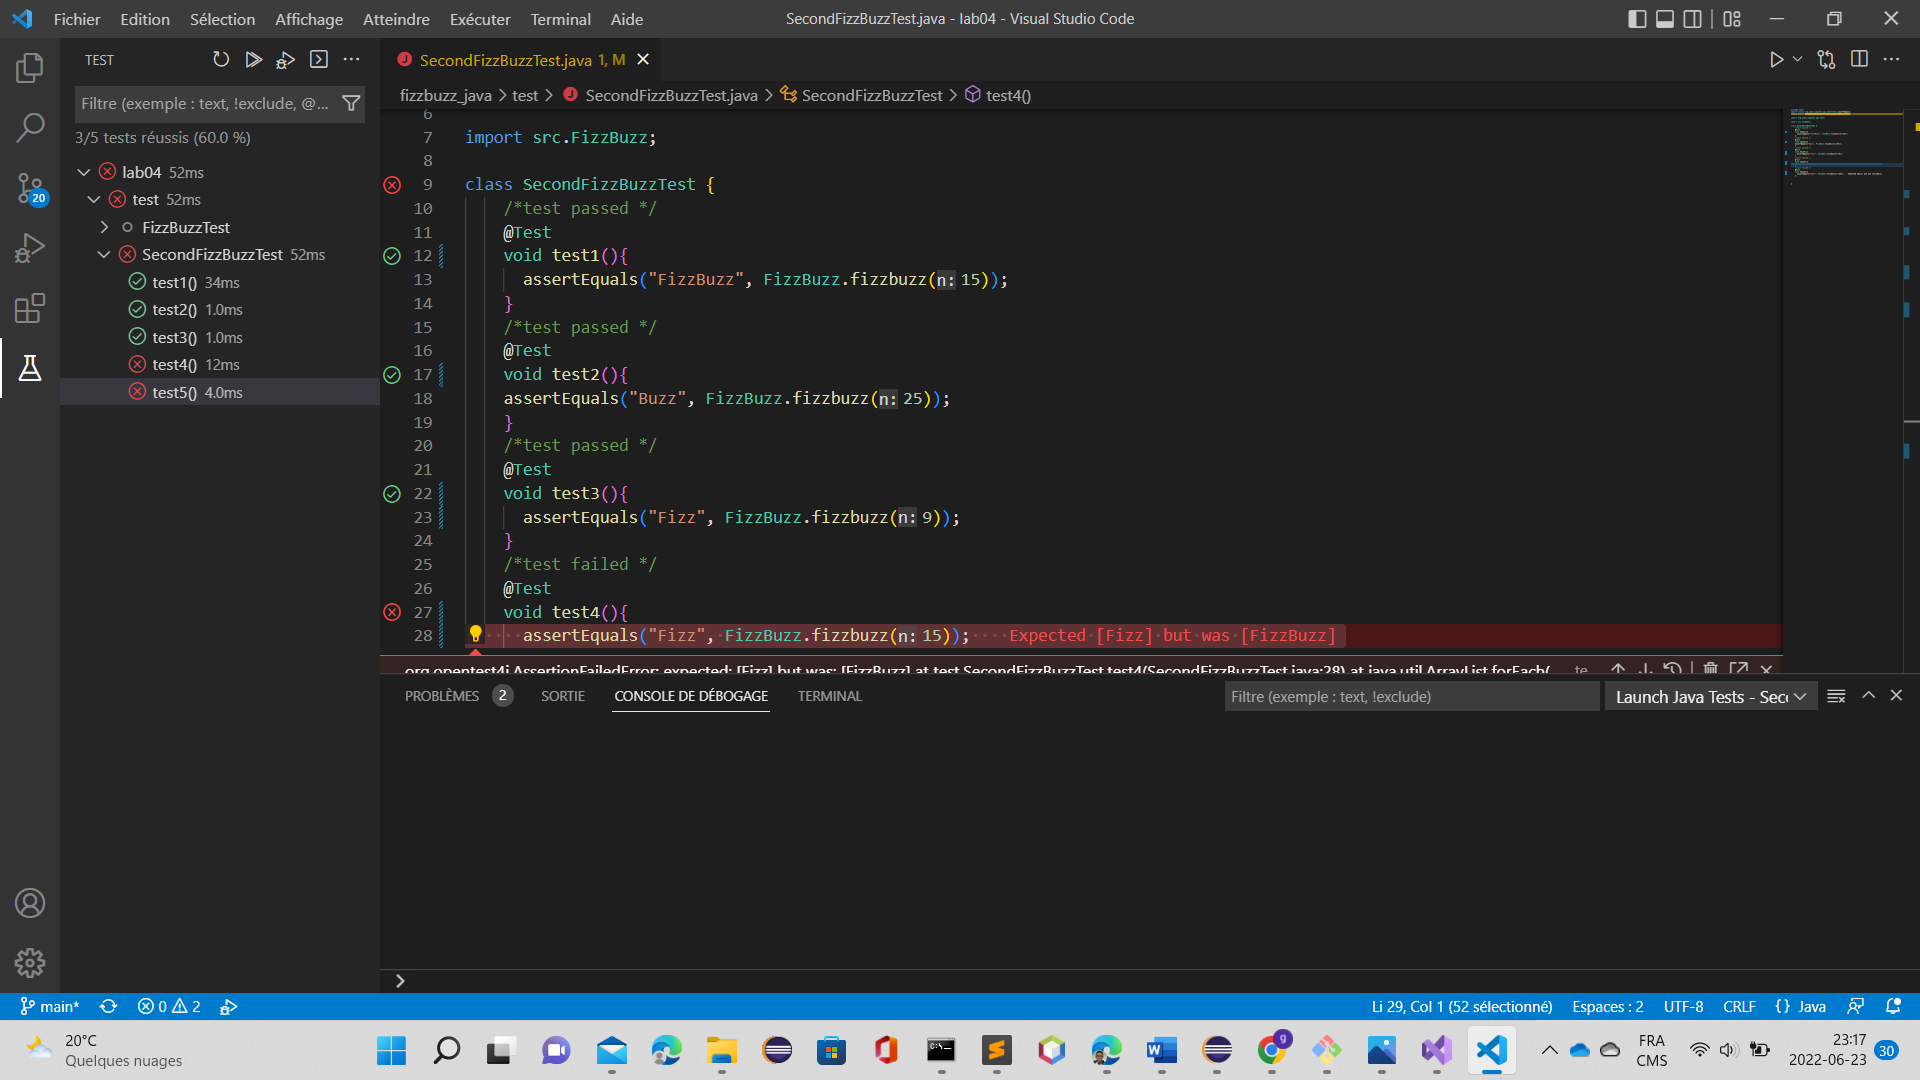 Fichier Edition Sélection Affichage Atteindre Exécuter Terminal Aide
SecondFizzBuzzTest.java - lab04 - Visual Studio Code
TEST
Filtre (exemple : text, !exclude, @...
3/5 tests réussis (60.0 %)
lab04 52ms
test 52ms
FizzBuzzTest
SecondFizzBuzzTest 52ms
test1() 34ms
test2() 1.0ms
test3() 1.0ms
test4() 12ms
test5() 4.0ms
20
SecondFizzBuzzTest.java 1, M
fizzbuzz_java > test > SecondFizzBuzzTest.java > SecondFizzBuzzTest > test4()
6
7 import src.FizzBuzz;
8
9 class SecondFizzBuzzTest {
10 /*test passed */
11 @Test
12 void test1(){
13 assertEquals("FizzBuzz", FizzBuzz.fizzbuzz(n: 15));
14 }
15 /*test passed */
16 @Test
17 void test2(){
18 assertEquals("Buzz", FizzBuzz.fizzbuzz(n: 25));
19 }
20 /*test passed */
21 @Test
22 void test3(){
23 assertEquals("Fizz", FizzBuzz.fizzbuzz(n: 9));
24 }
25 /*test failed */
26 @Test
27 void test4(){
28 assertEquals("Fizz", FizzBuzz.fizzbuzz(n: 15)); Expected [Fizz] but was [FizzBuzz]
org.opentest4j.AssertionFailedError: expected: [Fizz] but was: [FizzBuzz] at test.SecondFizzBuzzTest.test4(SecondFizzBuzzTest.java:28) at java.util.ArrayList.forEach( te
PROBLÈMES 2 SORTIE CONSOLE DE DÉBOGAGE TERMINAL
Filtre (exemple : text, !exclude)
Launch Java Tests - Sec
main* 0 2
Li 29, Col 1 (52 sélectionné) Espaces : 2 UTF-8 CRLF {} Java
20°C
Quelques nuages
FRA
CMS
23:17
2022-06-23
30